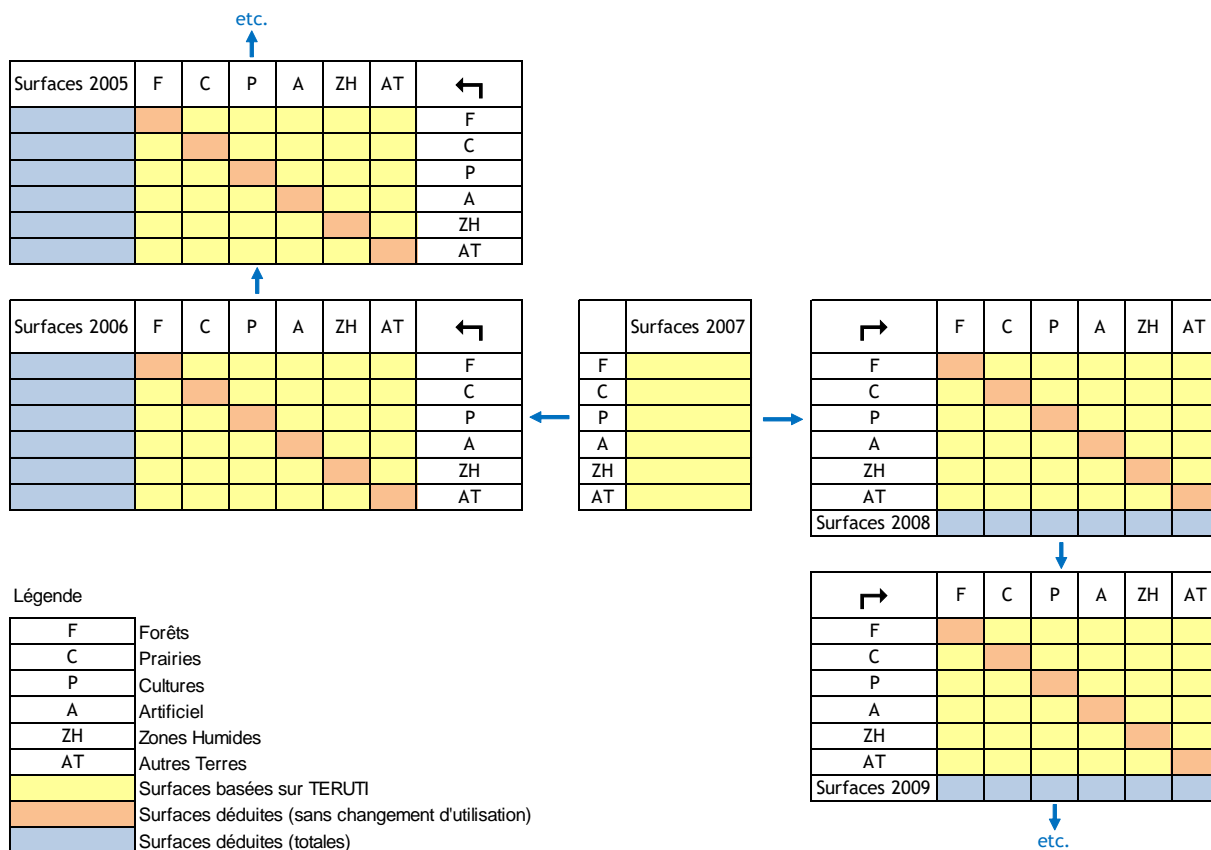 etc.
Surfaces 2005 F C P A ZH AT
F
C
P
A
ZH
AT
Surfaces 2006 F C P A ZH AT
F
C
P
A
ZH
AT
Surfaces 2007
F
C
P
A
ZH
AT
F C P A ZH AT
F
C
P
A
ZH
AT
Surfaces 2008
F C P A ZH AT
F
C
P
A
ZH
AT
Surfaces 2009
etc.
Légende
F Forêts
C Prairies
P Cultures
A Artificiel
ZH Zones Humides
AT Autres Terres
Surfaces basées sur TERUTI
Surfaces déduites (sans changement d'utilisation)
Surfaces déduites (totales)